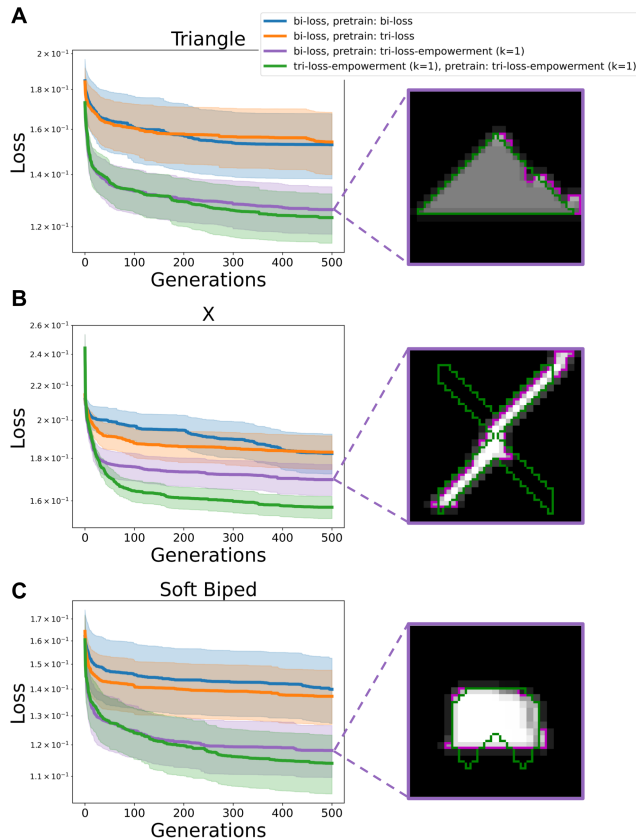 A
Triangle
bi-loss, pretrain: bi-loss
bi-loss, pretrain: tri-loss
bi-loss, pretrain: tri-loss-empowerment (k=1)
tri-loss-empowerment (k=1), pretrain: tri-loss-empowerment (k=1)
2 × 10⁻¹
1.8 × 10⁻¹
1.6 × 10⁻¹
1.4 × 10⁻¹
1.2 × 10⁻¹
Loss
0 100 200 300 400 500
Generations
B
X
2.6 × 10⁻¹
2.4 × 10⁻¹
2.2 × 10⁻¹
2 × 10⁻¹
1.8 × 10⁻¹
1.6 × 10⁻¹
Loss
0 100 200 300 400 500
Generations
C
Soft Biped
1.7 × 10⁻¹
1.6 × 10⁻¹
1.5 × 10⁻¹
1.4 × 10⁻¹
1.3 × 10⁻¹
1.2 × 10⁻¹
1.1 × 10⁻¹
Loss
0 100 200 300 400 500
Generations